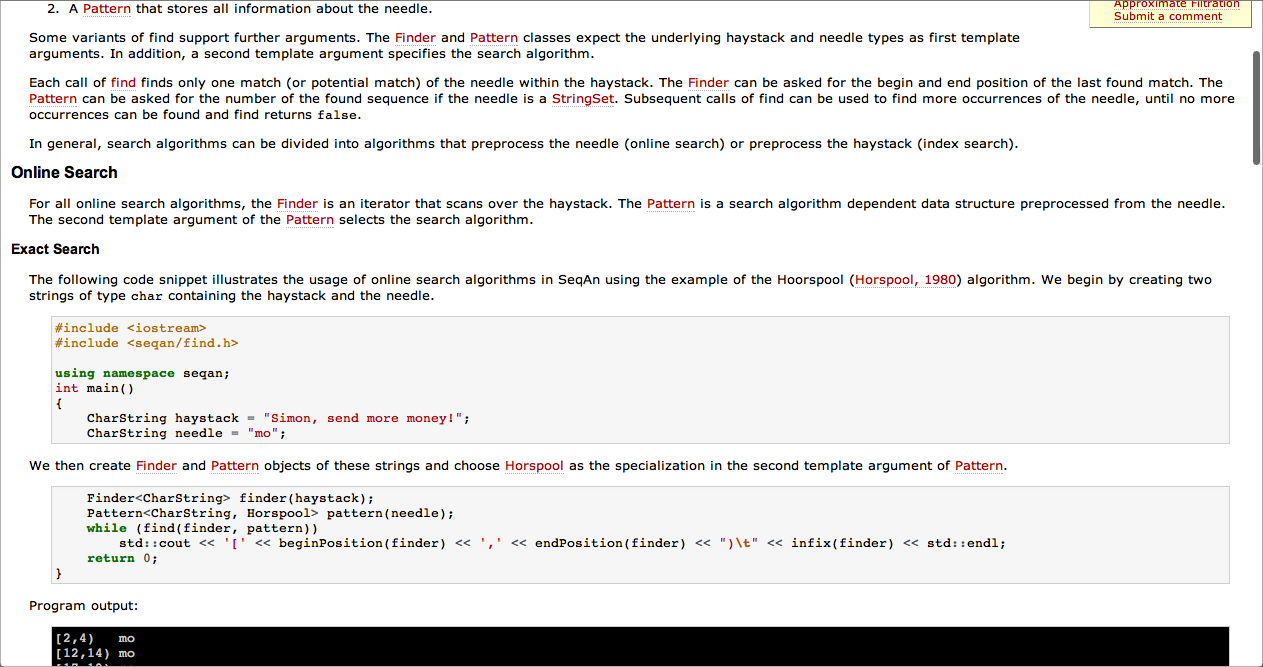 2. A Pattern that stores all information about the needle.
Approximate Filtration
Submit a comment
Some variants of find support further arguments. The Finder and Pattern classes expect the underlying haystack and needle types as first template
arguments. In addition, a second template argument specifies the search algorithm.
Each call of find finds only one match (or potential match) of the needle within the haystack. The Finder can be asked for the begin and end position of the last found match. The
Pattern can be asked for the number of the found sequence if the needle is a StringSet. Subsequent calls of find can be used to find more occurrences of the needle, until no more
occurrences can be found and find returns false.
In general, search algorithms can be divided into algorithms that preprocess the needle (online search) or preprocess the haystack (index search).
Online Search
For all online search algorithms, the Finder is an iterator that scans over the haystack. The Pattern is a search algorithm dependent data structure preprocessed from the needle.
The second template argument of the Pattern selects the search algorithm.
Exact Search
The following code snippet illustrates the usage of online search algorithms in SeqAn using the example of the Hoorspool (Horspool, 1980) algorithm. We begin by creating two
strings of type char containing the haystack and the needle.
#include <iostream>
#include <seqan/find.h>
using namespace seqan;
int main()
{
CharString haystack = "Simon, send more money!";
CharString needle = "mo";
We then create Finder and Pattern objects of these strings and choose Horspool as the specialization in the second template argument of Pattern.
Finder<CharString> finder(haystack);
Pattern<CharString, Horspool> pattern(needle);
while (find(finder, pattern))
std::cout << '[' << beginPosition(finder) << ',' << endPosition(finder) << ")\t" << infix(finder) << std::endl;
return 0;
}
Program output:
[2,4) mo
[12,14) mo